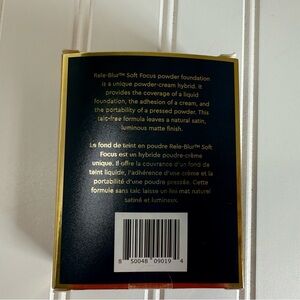 Rele-Blur™ Soft Focus powder foundation
is a unique powder-cream hybrid. It
provides the coverage of a liquid
foundation, the adhesion of a cream, and
the portability of a pressed powder. This
talc-free formula leaves a natural satin,
luminous matte finish.
Le fond de teint en poudre Rele-Blur™ Soft
Focus est un hybride poudre-crème
unique. Il offre la couvrance d'un fond de
teint liquide, l'adhérence d'une crème et la
portabilité d'une poudre pressée. Cette
formule sans talc laisse un fini mat naturel
satiné et lumineux.
8 50048 09019 4